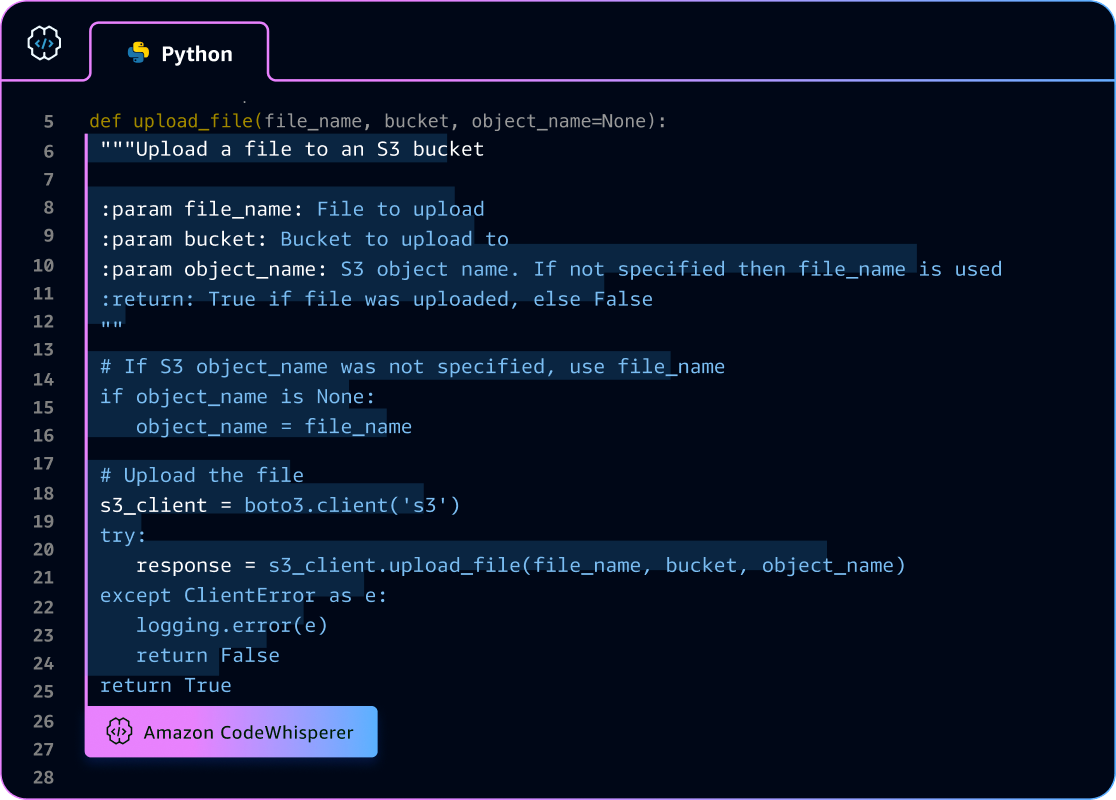 Python
5 def upload_file(file_name, bucket, object_name=None):
6 """Upload a file to an S3 bucket
7
8 :param file_name: File to upload
9 :param bucket: Bucket to upload to
10 :param object_name: S3 object name. If not specified then file_name is used
11 :return: True if file was uploaded, else False
12 ""
13
14 # If S3 object_name was not specified, use file_name
15 if object_name is None:
16 object_name = file_name
17
18 # Upload the file
19 s3_client = boto3.client('s3')
20 try:
21 response = s3_client.upload_file(file_name, bucket, object_name)
22 except ClientError as e:
23 logging.error(e)
24 return False
25 return True
26 Amazon CodeWhisperer
27
28